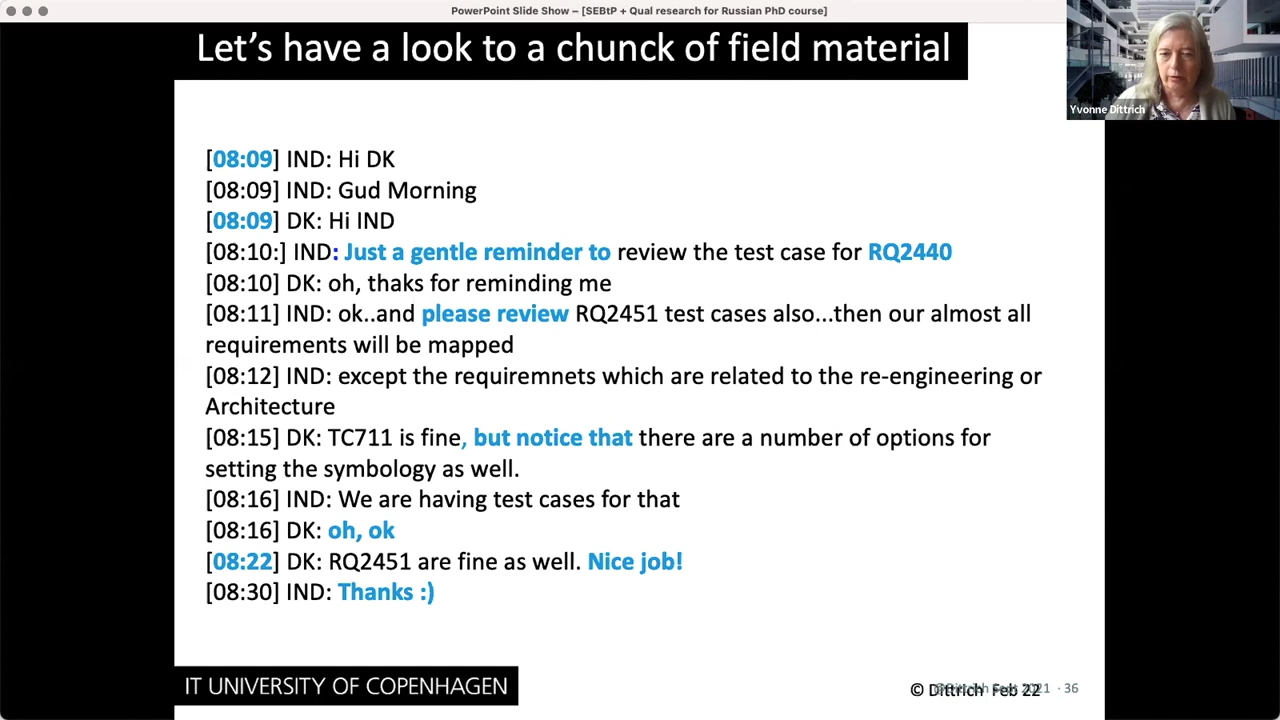 PowerPoint Slide Show – [SEBtP + Qual research for Russian PhD course]
Let's have a look to a chunck of field material
Yvonne Dittrich
[08:09] IND: Hi DK
[08:09] IND: Gud Morning
[08:09] DK: Hi IND
[08:10:] IND: Just a gentle reminder to review the test case for RQ2440
[08:10] DK: oh, thaks for reminding me
[08:11] IND: ok..and please review RQ2451 test cases also...then our almost all
requirements will be mapped
[08:12] IND: except the requiremnets which are related to the re-engineering or
Architecture
[08:15] DK: TC711 is fine, but notice that there are a number of options for
setting the symbology as well.
[08:16] IND: We are having test cases for that
[08:16] DK: oh, ok
[08:22] DK: RQ2451 are fine as well. Nice job!
[08:30] IND: Thanks :)
IT UNIVERSITY OF COPENHAGEN
© Dittrich Feb 22 · 36